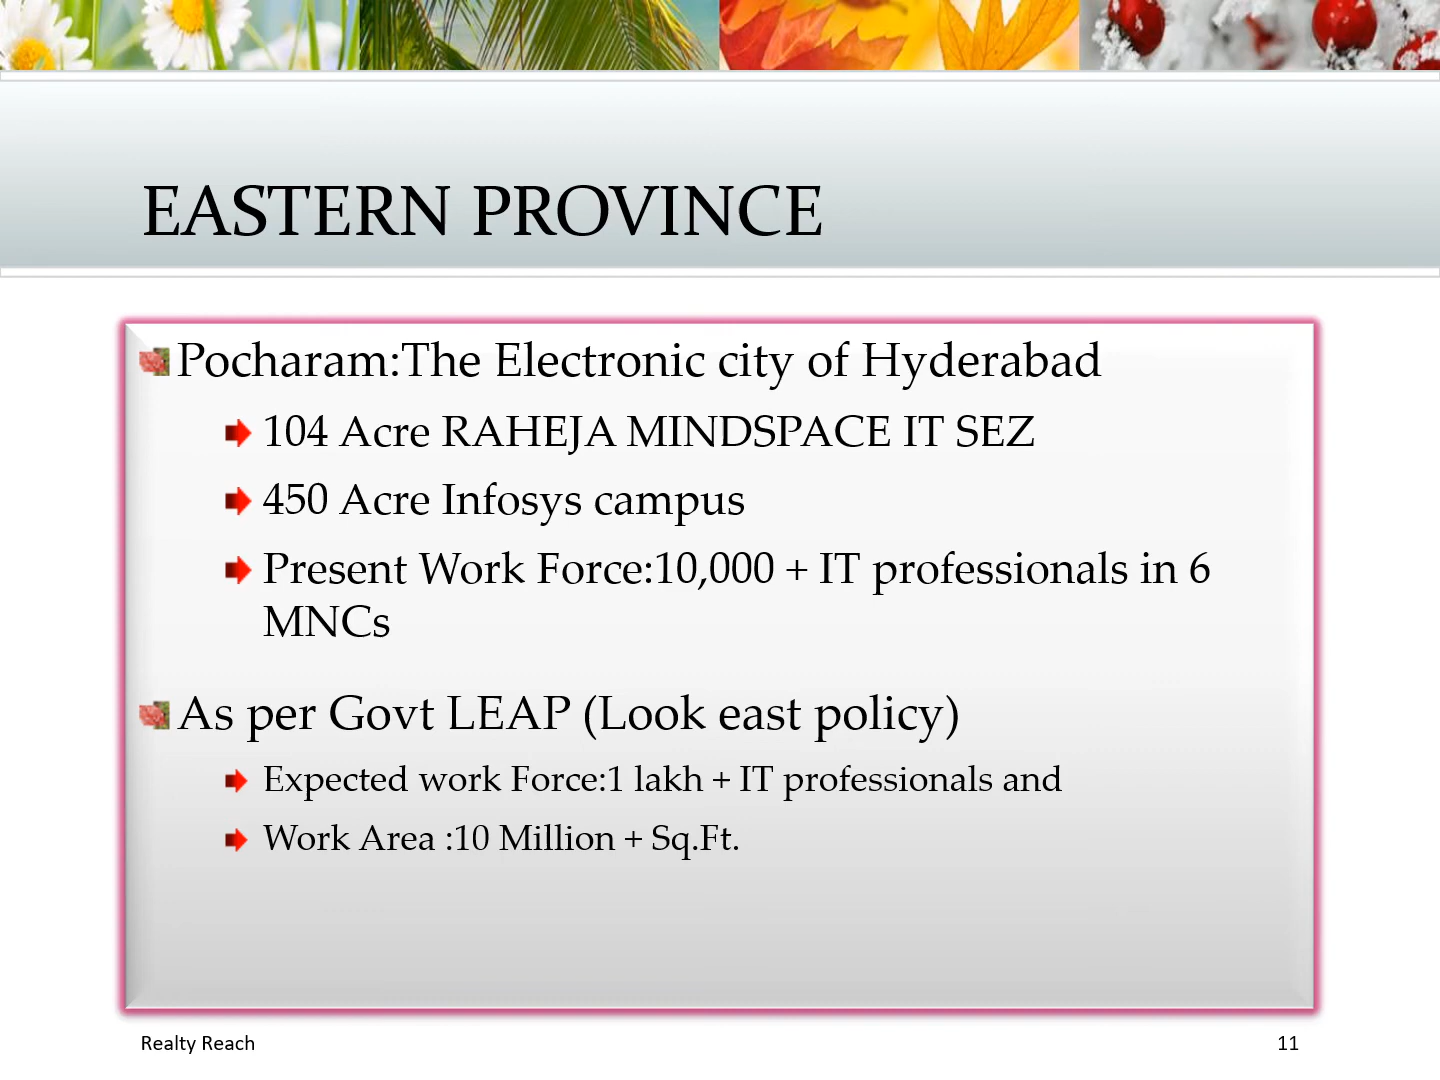 EASTERN PROVINCE
Pocharam:The Electronic city of Hyderabad
104 Acre RAHEJA MINDSPACE IT SEZ
450 Acre Infosys campus
Present Work Force:10,000 + IT professionals in 6
MNCs
As per Govt LEAP (Look east policy)
Expected work Force:1 lakh + IT professionals and
Work Area :10 Million + Sq.Ft.
Realty Reach
11